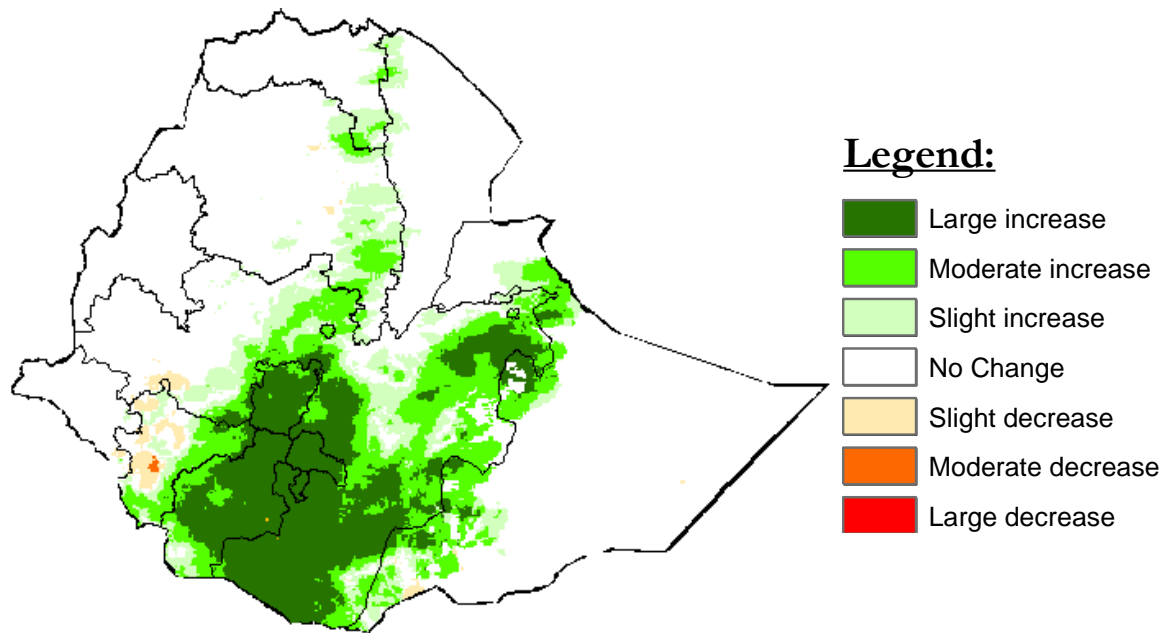 Legend:
Large increase
Moderate increase
Slight increase
No Change
Slight decrease
Moderate decrease
Large decrease